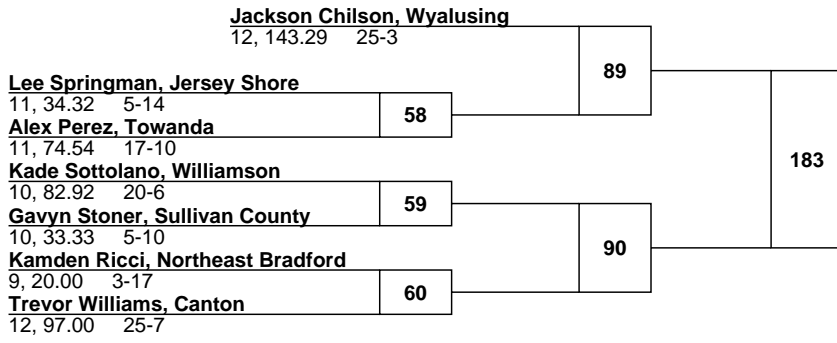 Jackson Chilson, Wyalusing
12, 143.29 25-3
89
Lee Springman, Jersey Shore
11, 34.32 5-14
58
Alex Perez, Towanda
11, 74.54 17-10
183
Kade Sottolano, Williamson
10, 82.92 20-6
59
Gavyn Stoner, Sullivan County
10, 33.33 5-10
90
Kamden Ricci, Northeast Bradford
9, 20.00 3-17
60
Trevor Williams, Canton
12, 97.00 25-7